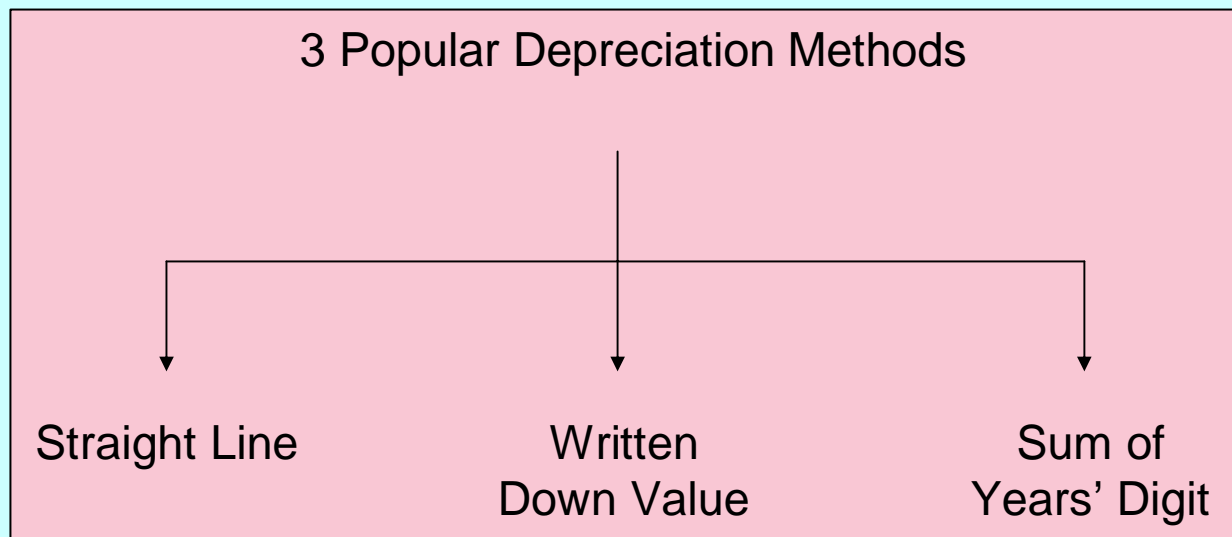 3 Popular Depreciation Methods
Straight Line
Written
Down Value
Sum of
Years’ Digit